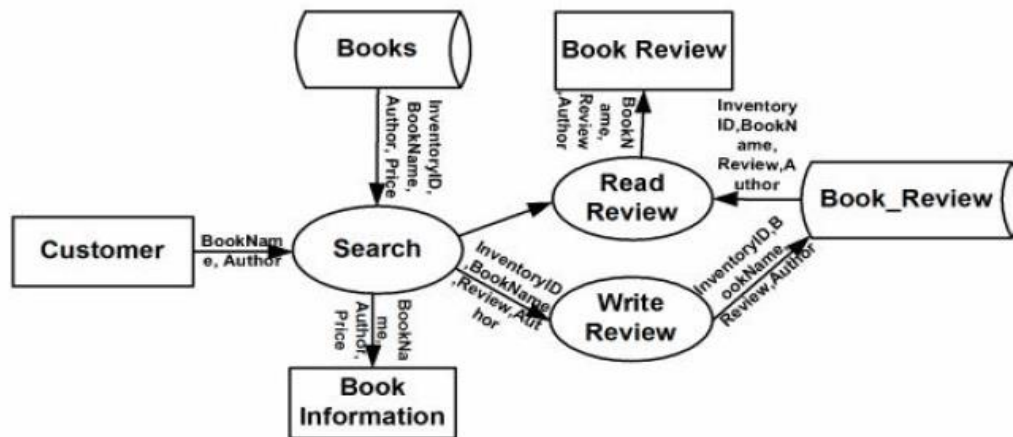 Books
Book Review
InventoryID,
BookName,
Author, Price
BookN
ame,
Review
,Author
Inventory
ID,BookN
ame,
Review,A
uthor
Read
Review
Book_Review
Customer
BookNam
e, Author
Search
InventoryID
,BookName
,Review,Aut
hor
InventoryID,B
ookName,
Review,Author
Write
Review
BookNa
me,
Author,
Price
Book
Information